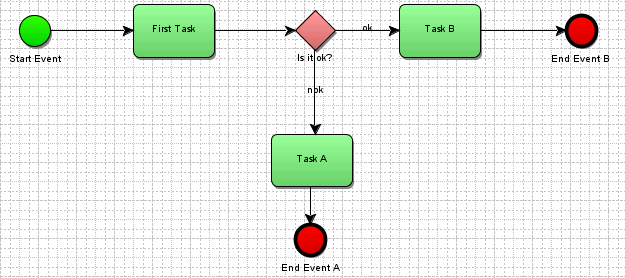 First Task
ok
Task B
Start Event
Is it ok?
End Event B
nok
Task A
End Event A